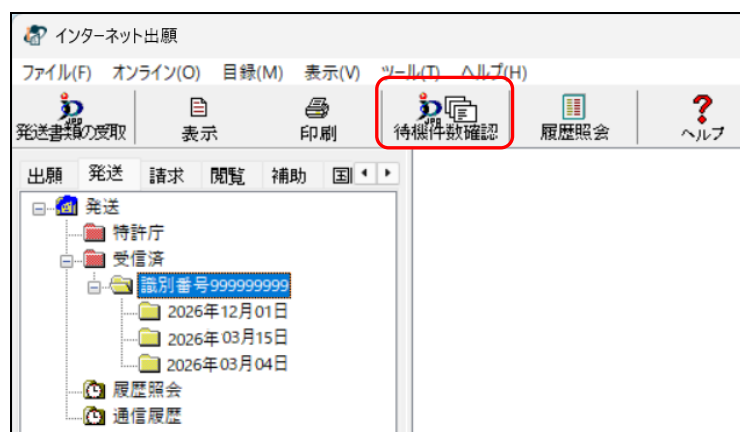 インターネット出願
ファイル(F) オンライン(O) 目録(M) 表示(V) ツール(T) ヘルプ(H)
発送書類の受取 表示 印刷 待機件数確認 履歴照会 ヘルプ
出願 発送 請求 閲覧 補助
発送
特許庁
受信済
識別番号999999999
2026年12月01日
2026年03月15日
2026年03月04日
履歴照会
通信履歴